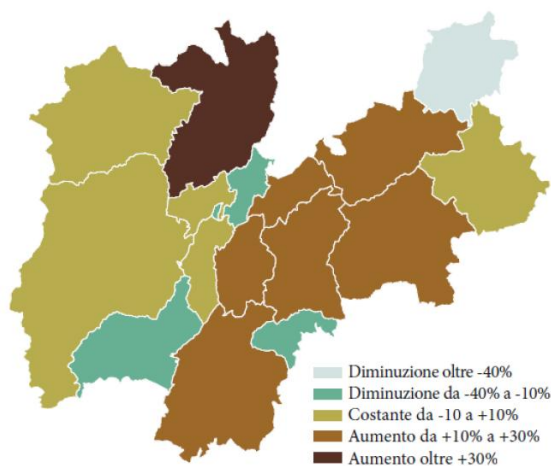 Diminuzione oltre -40%
Diminuzione da -40% a -10%
Costante da -10 a +10%
Aumento da +10% a +30%
Aumento oltre +30%